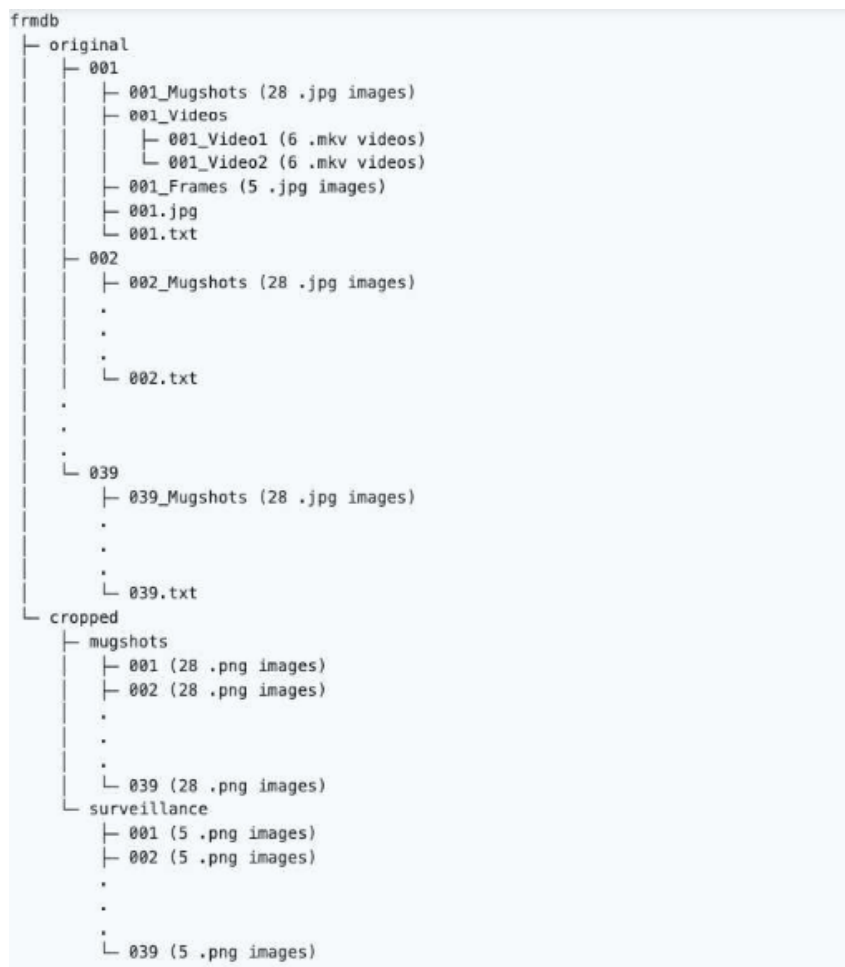 frmdb
├─ original
│   ├─ 001
│   │   ├─ 001_Mugshots (28 .jpg images)
│   │   ├─ 001_Videos
│   │   │   ├─ 001_Video1 (6 .mkv videos)
│   │   │   └─ 001_Video2 (6 .mkv videos)
│   │   ├─ 001_Frames (5 .jpg images)
│   │   ├─ 001.jpg
│   │   └─ 001.txt
│   ├─ 002
│   │   ├─ 002_Mugshots (28 .jpg images)
│   │   .
│   │   .
│   │   .
│   │   └─ 002.txt
│   .
│   .
│   .
│   └─ 039
│       ├─ 039_Mugshots (28 .jpg images)
│       .
│       .
│       .
│       └─ 039.txt
└─ cropped
    ├─ mugshots
    │   ├─ 001 (28 .png images)
    │   ├─ 002 (28 .png images)
    │   .
    │   .
    │   .
    │   └─ 039 (28 .png images)
    └─ surveillance
        ├─ 001 (5 .png images)
        ├─ 002 (5 .png images)
        .
        .
        .
        └─ 039 (5 .png images)